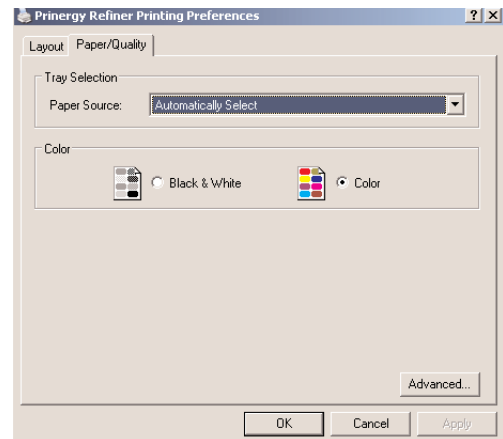 Prinergy Refiner Printing Preferences ? X
Layout Paper/Quality
Tray Selection
Paper Source: Automatically Select
Color
Black & White Color
Advanced...
OK Cancel Apply